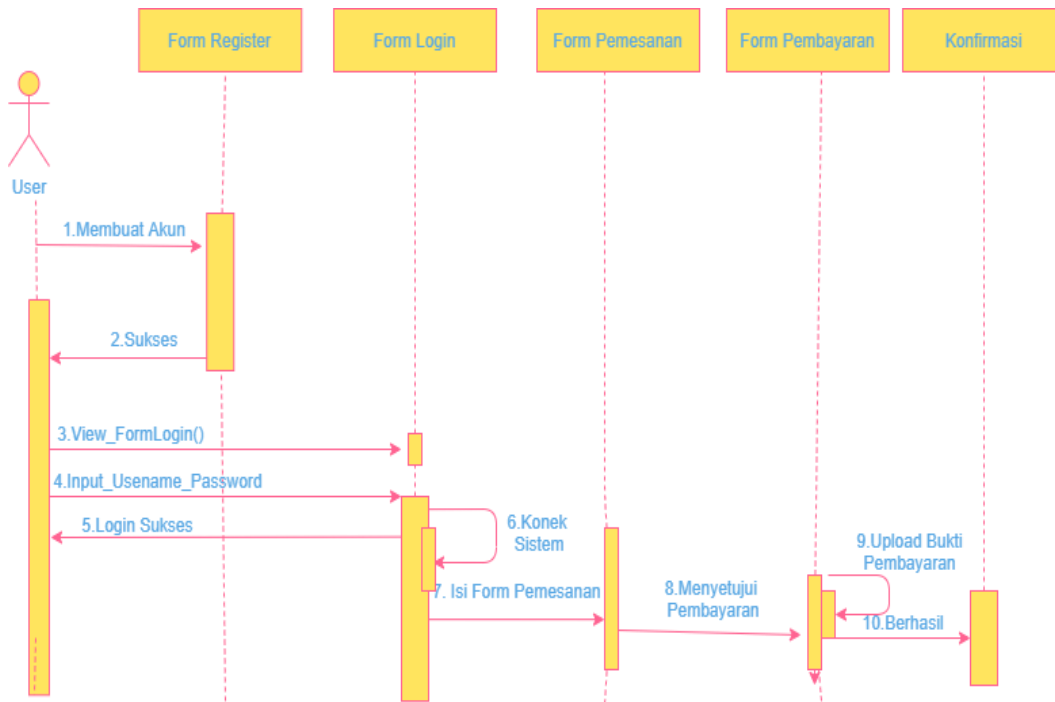 Form Register
Form Login
Form Pemesanan
Form Pembayaran
Konfirmasi
User
1.Membuat Akun
2.Sukses
3.View_FormLogin()
4.Input_Usename_Password
5.Login Sukses
6.Konek
Sistem
7. Isi Form Pemesanan
8.Menyetujui
Pembayaran
9.Upload Bukti
Pembayaran
10.Berhasil